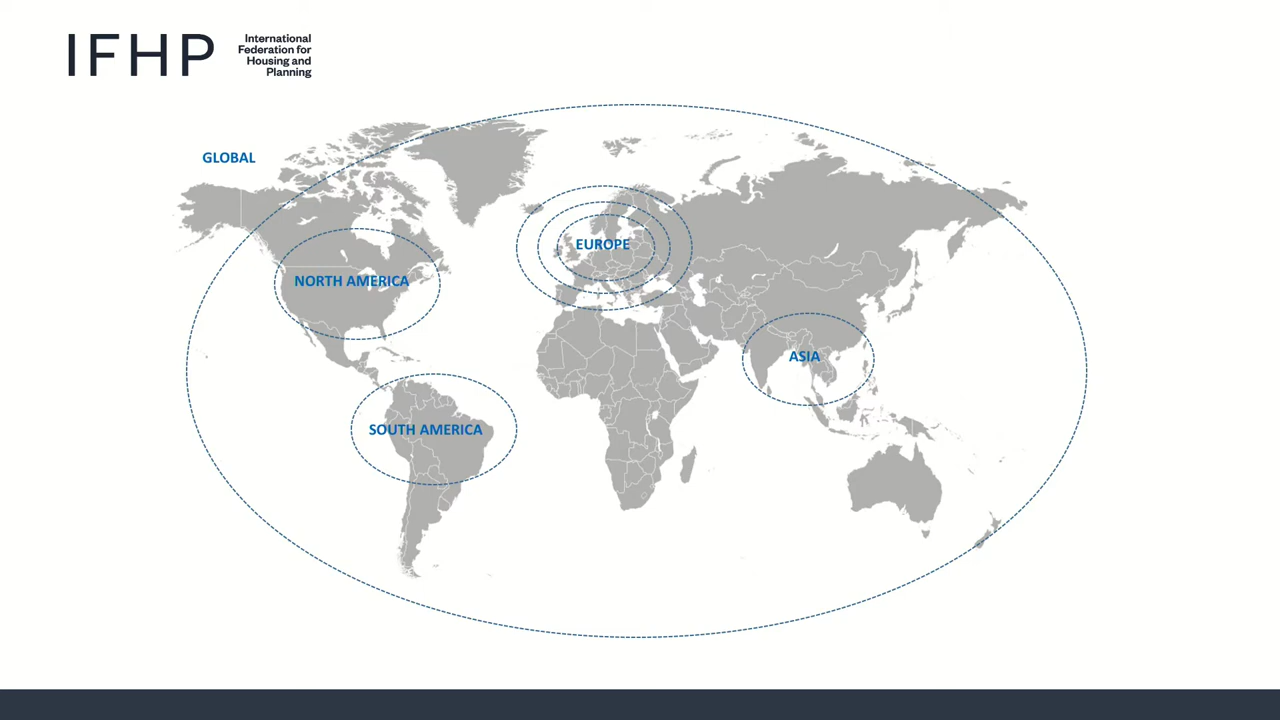 IFHP
International
Federation for
Housing and
Planning
GLOBAL
EUROPE
NORTH AMERICA
ASIA
SOUTH AMERICA